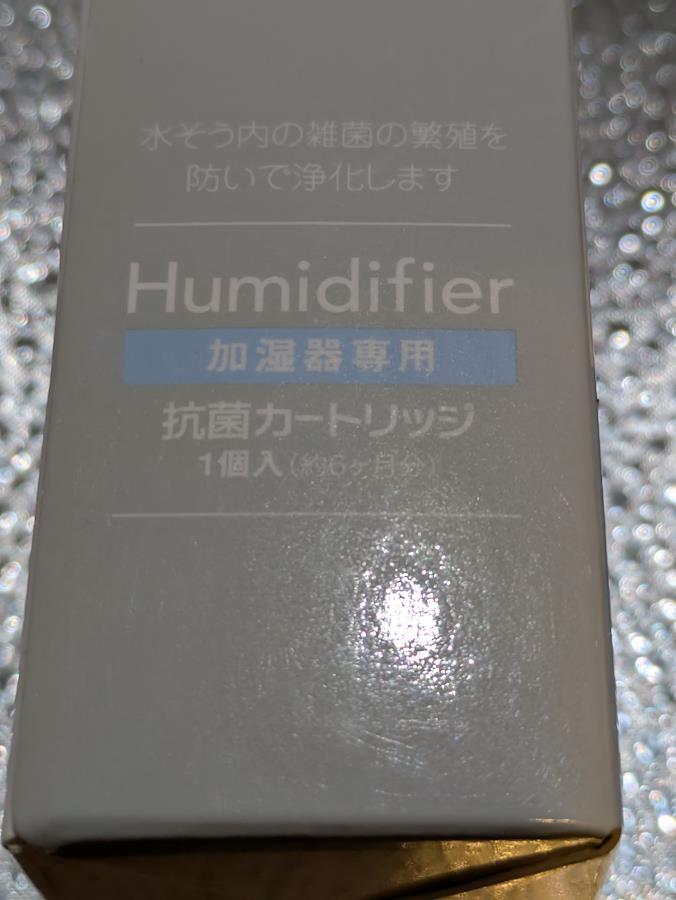 水そう内の雑菌の繁殖を
防いで浄化します
Humidifier
加湿器専用
抗菌カートリッジ
1個入(約6ヶ月分)